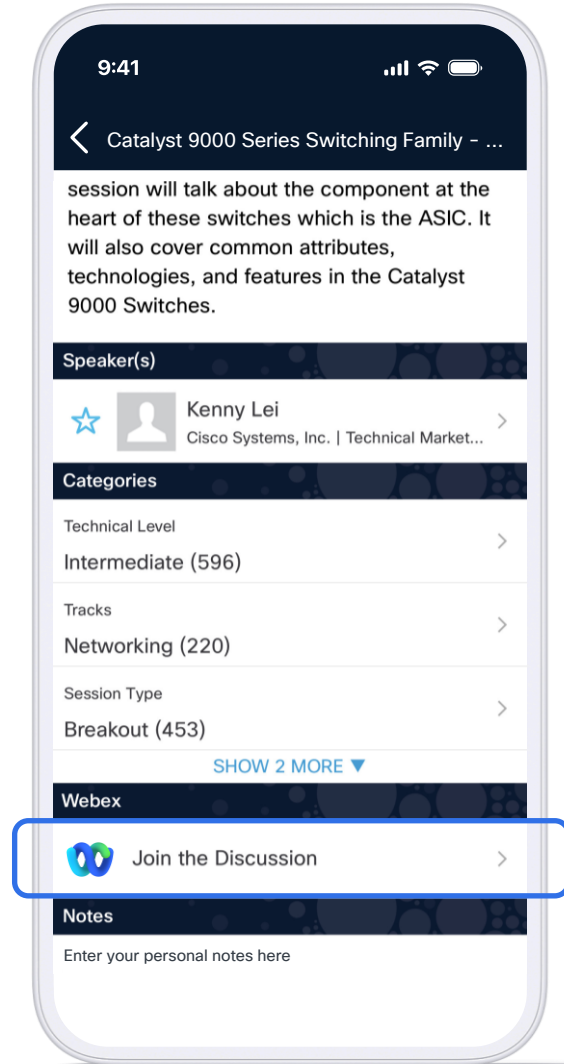 9:41
Catalyst 9000 Series Switching Family - ...
session will talk about the component at the
heart of these switches which is the ASIC. It
will also cover common attributes,
technologies, and features in the Catalyst
9000 Switches.
Speaker(s)
Kenny Lei
Cisco Systems, Inc. | Technical Market...
Categories
Technical Level
Intermediate (596)
Tracks
Networking (220)
Session Type
Breakout (453)
SHOW 2 MORE ▼
Webex
Join the Discussion
Notes
Enter your personal notes here